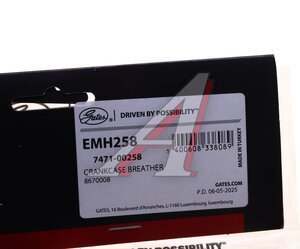 Gates | DRIVEN BY POSSIBILITY™
EMH258
7471-00258
CRANKCASE BREATHER
8670008
5 400608 338089
MADE IN TURKEY
GATES.COM
P.D. 06-05-2025
GATES, 16 Boulevard d'Avranches, L-1160 Luxembourg, Luxembourg